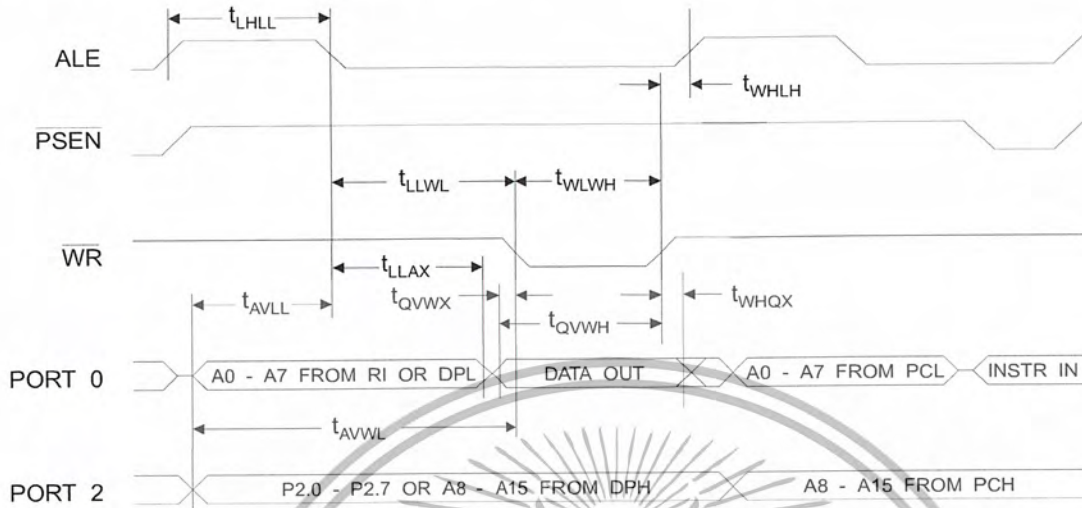 tLHLL
ALE
tWHLH
PSEN
tLLWL
tWLWH
WR
tLLAX
tAVLL
tQVWX
tWHQX
tQVWH
PORT 0
A0 - A7 FROM RI OR DPL
DATA OUT
A0 - A7 FROM PCL
INSTR IN
tAVWL
PORT 2
P2.0 - P2.7 OR A8 - A15 FROM DPH
A8 - A15 FROM PCH